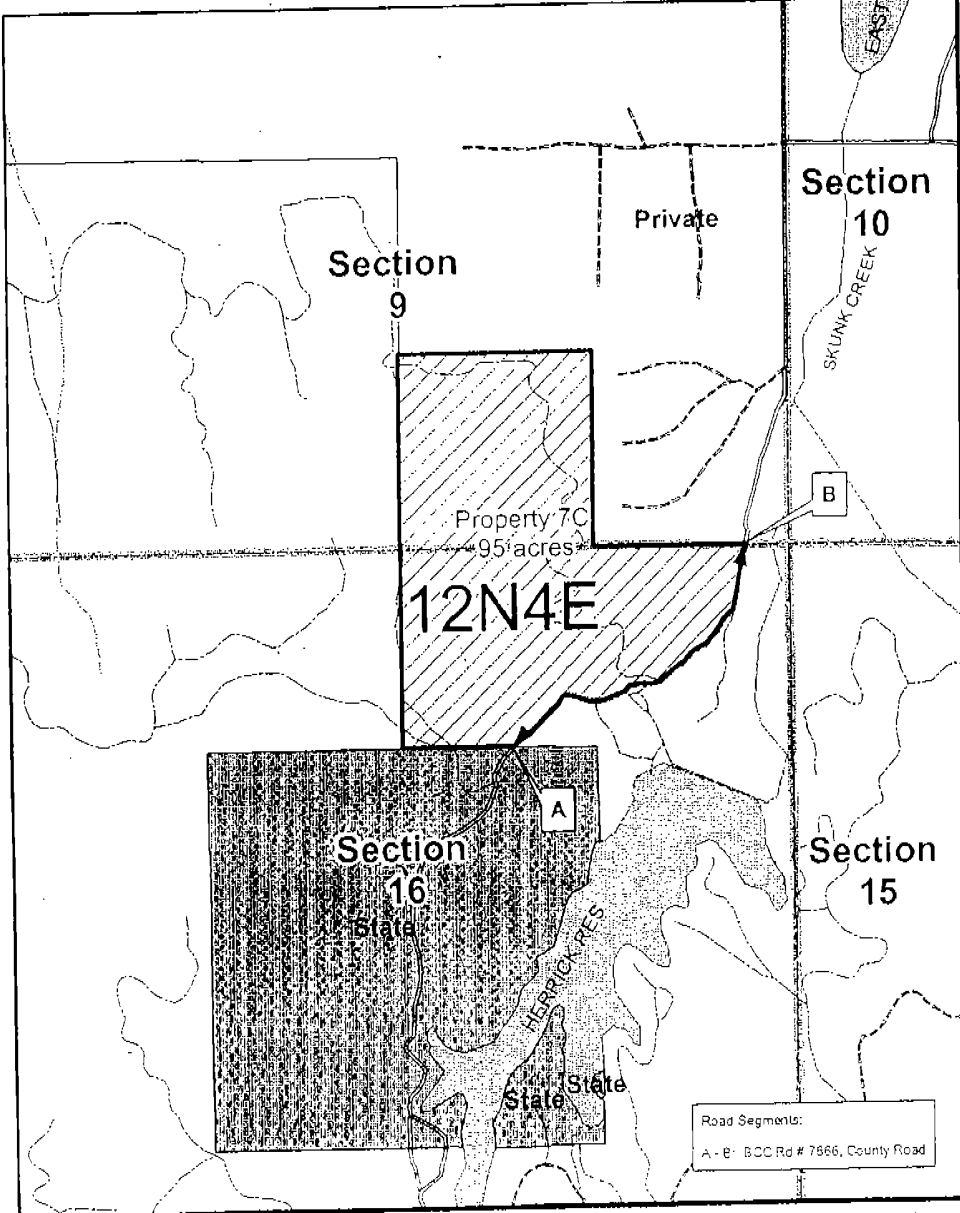 EAST
Section
10
Private
Section
9
SKUNK CREEK
B
Property 7C
95 acres
12N4E
A
Section
16
State
Section
15
HERRICK RES
State
State
Road Segments:
A - B: BCC Rd # 7666, County Road